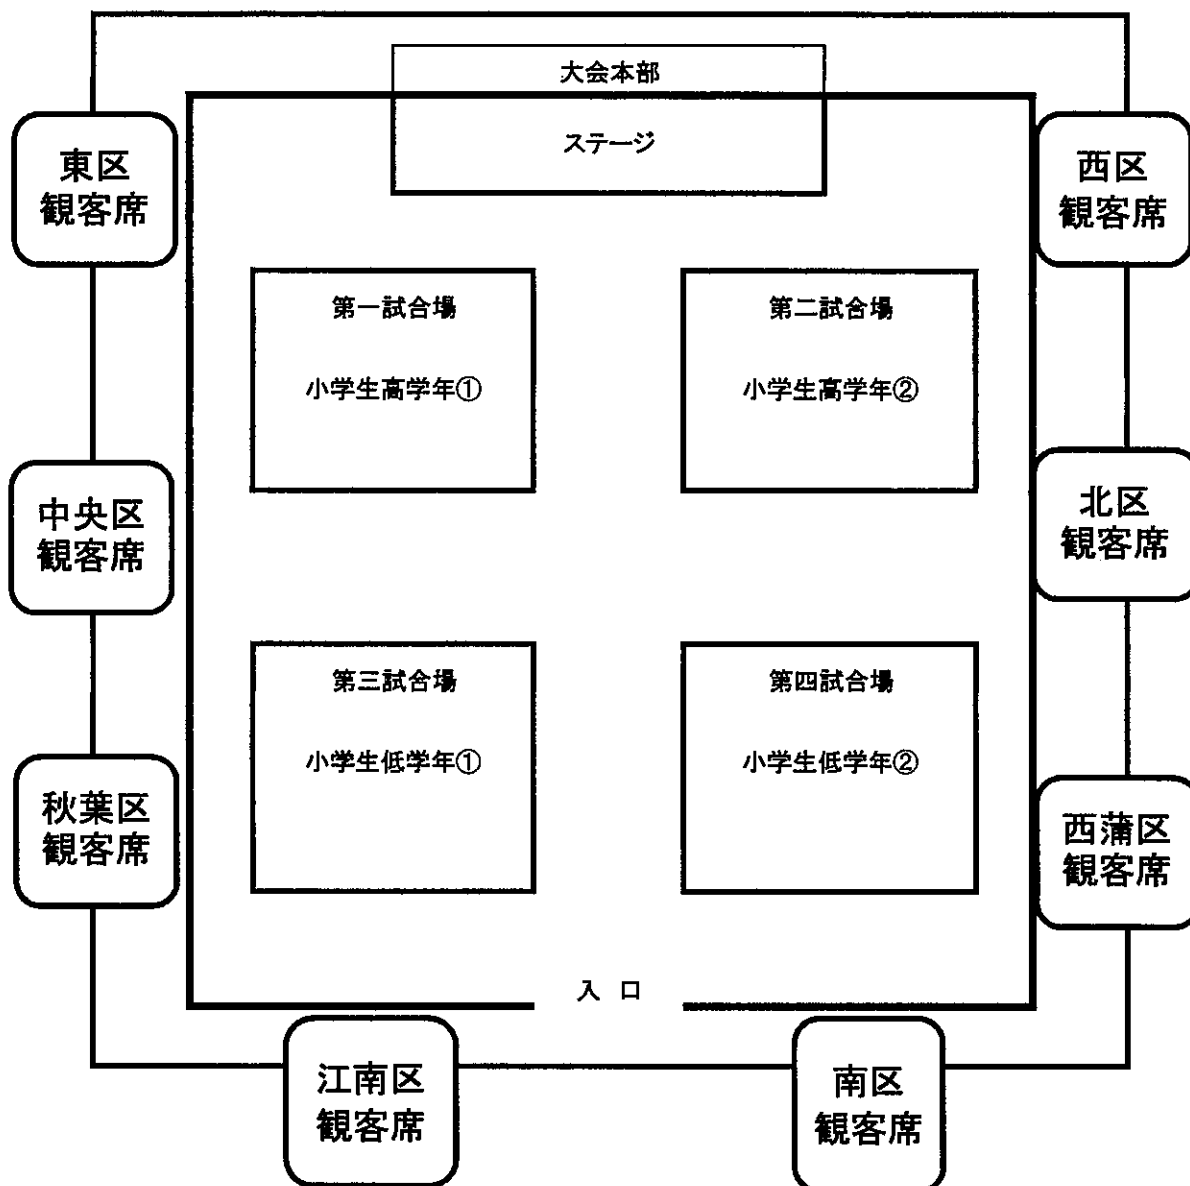 大会本部
ステージ
東区
観客席
西区
観客席
第一試合場
小学生高学年①
第二試合場
小学生高学年②
中央区
観客席
北区
観客席
第三試合場
小学生低学年①
第四試合場
小学生低学年②
秋葉区
観客席
西蒲区
観客席
入 口
江南区
観客席
南区
観客席